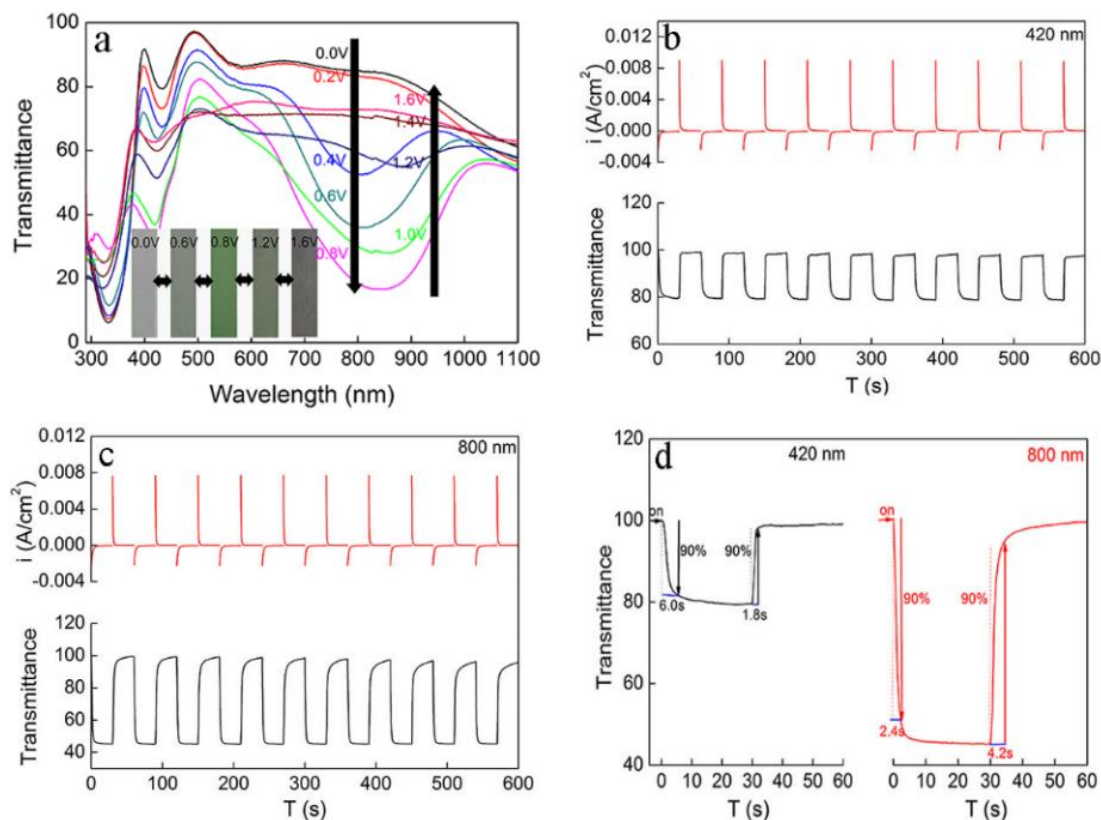 a
100
80
60
40
20
0
Transmittance
0.0V
0.2V
1.6V
1.4V
1.2V
0.4V
0.6V
1.0V
0.8V
0.0V 0.6V 0.8V 1.2V 1.6V
290 400 500 600 700 800 900 1000 1100
Wavelength (nm)
b
420 nm
0.012
-0.008
-0.004
-0.000
-0.004
i (A/cm²)
120
100
80
60
Transmittance
0 100 200 300 400 500 600
T (s)
c
800 nm
0.012
0.008
0.004
0.000
-0.004
i (A/cm²)
120
100
80
60
40
Transmittance
0 100 200 300 400 500 600
T (s)
d
420 nm
800 nm
120
100
80
60
40
Transmittance
on
90%
90%
6.0s
1.8s
on
90%
90%
2.4s
4.2s
0 10 20 30 40 50 60
0 10 20 30 40 50 60
T (s)
T (s)